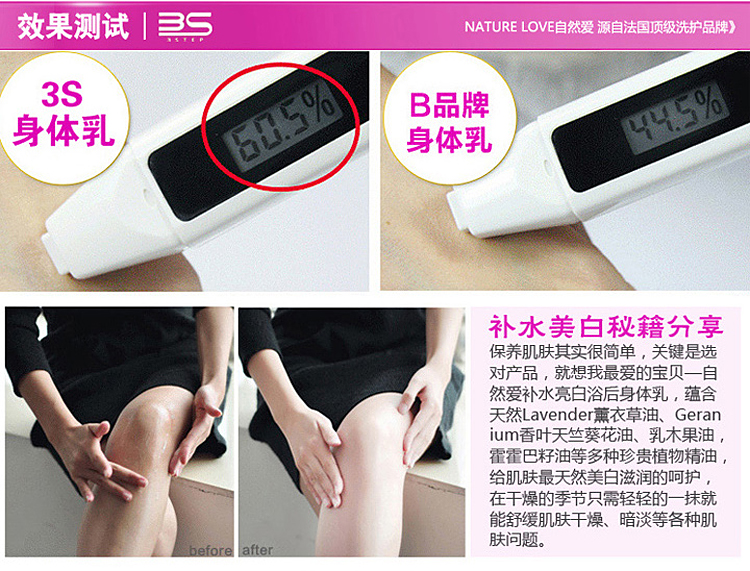 效果测试
3S
3STEP
NATURE LOVE自然爱 源自法国顶级洗护品牌》
3S
身体乳
60.5%
B品牌
身体乳
44.5%
before
after
补水美白秘籍分享
保养肌肤其实很简单，关键是选
对产品，就想我最爱的宝贝—自
然爱补水亮白浴后身体乳，蕴含
天然Lavender薰衣草油、Geran
ium香叶天竺葵花油、乳木果油，
霍霍巴籽油等多种珍贵植物精油，
给肌肤最天然美白滋润的呵护，
在干燥的季节只需轻轻的一抹就
能舒缓肌肤干燥、暗淡等各种肌
肤问题。